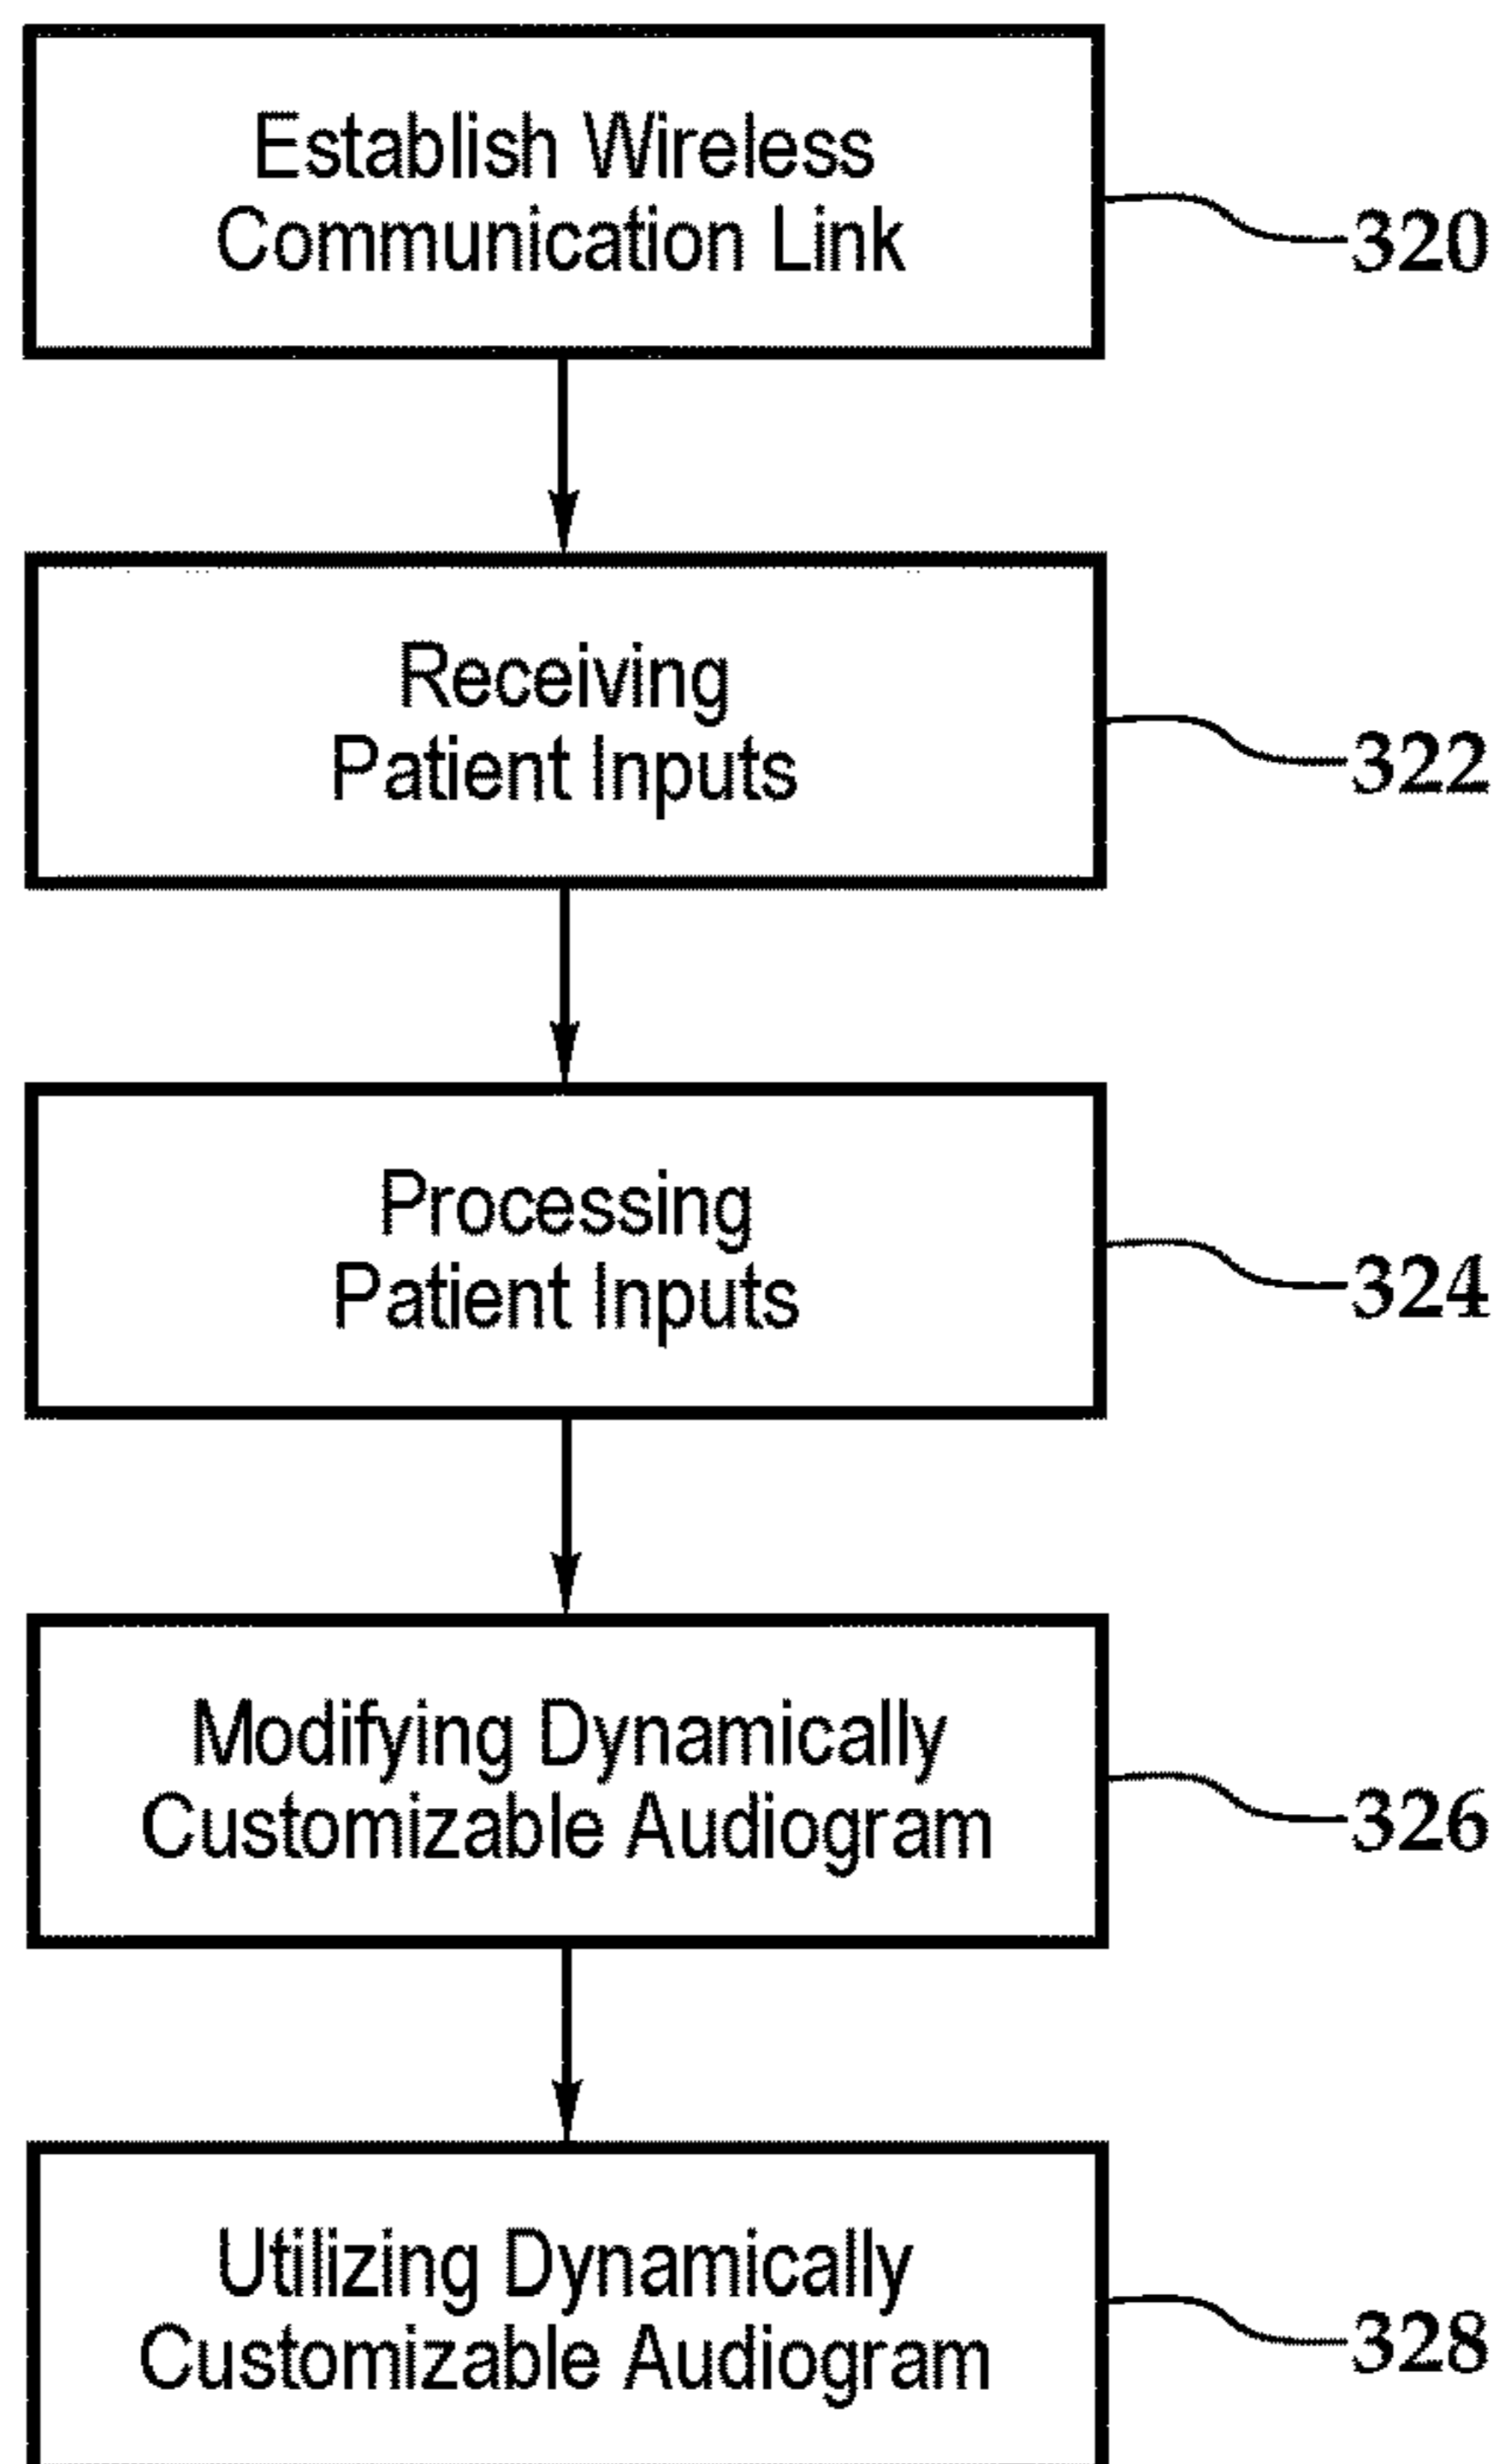 Establish Wireless
Communication Link
320
Receiving
Patient Inputs
322
Processing
Patient Inputs
324
Modifying Dynamically
Customizable Audiogram
326
Utilizing Dynamically
Customizable Audiogram
328